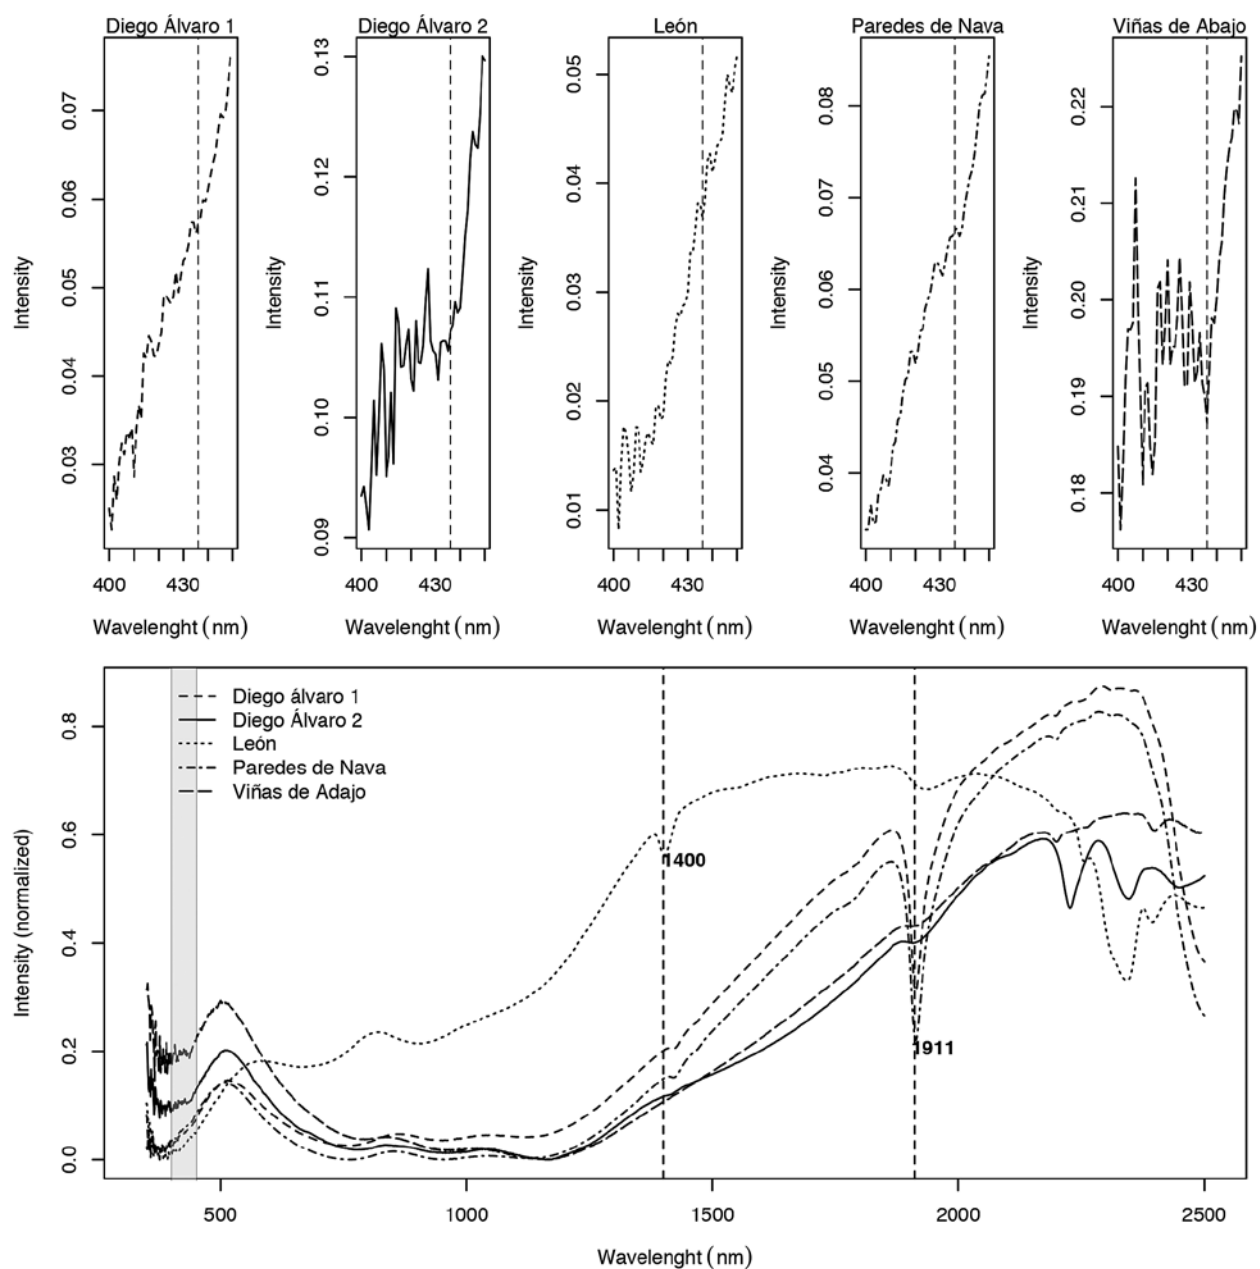 Diego Álvaro 1
Diego Álvaro 2
León
Paredes de Nava
Viñas de Abajo
Intensity
0.03
0.04
0.05
0.06
0.07
400
430
Wavelenght (nm)
Intensity
0.09
0.10
0.11
0.12
0.13
400
430
Wavelenght (nm)
Intensity
0.01
0.02
0.03
0.04
0.05
400
430
Wavelenght (nm)
Intensity
0.04
0.05
0.06
0.07
0.08
400
430
Wavelenght (nm)
Intensity
0.18
0.19
0.20
0.21
0.22
400
430
Wavelenght (nm)
Intensity (normalized)
0.0
0.2
0.4
0.6
0.8
Diego álvaro 1
Diego Álvaro 2
León
Paredes de Nava
Viñas de Adajo
1400
1911
500
1000
1500
2000
2500
Wavelenght (nm)